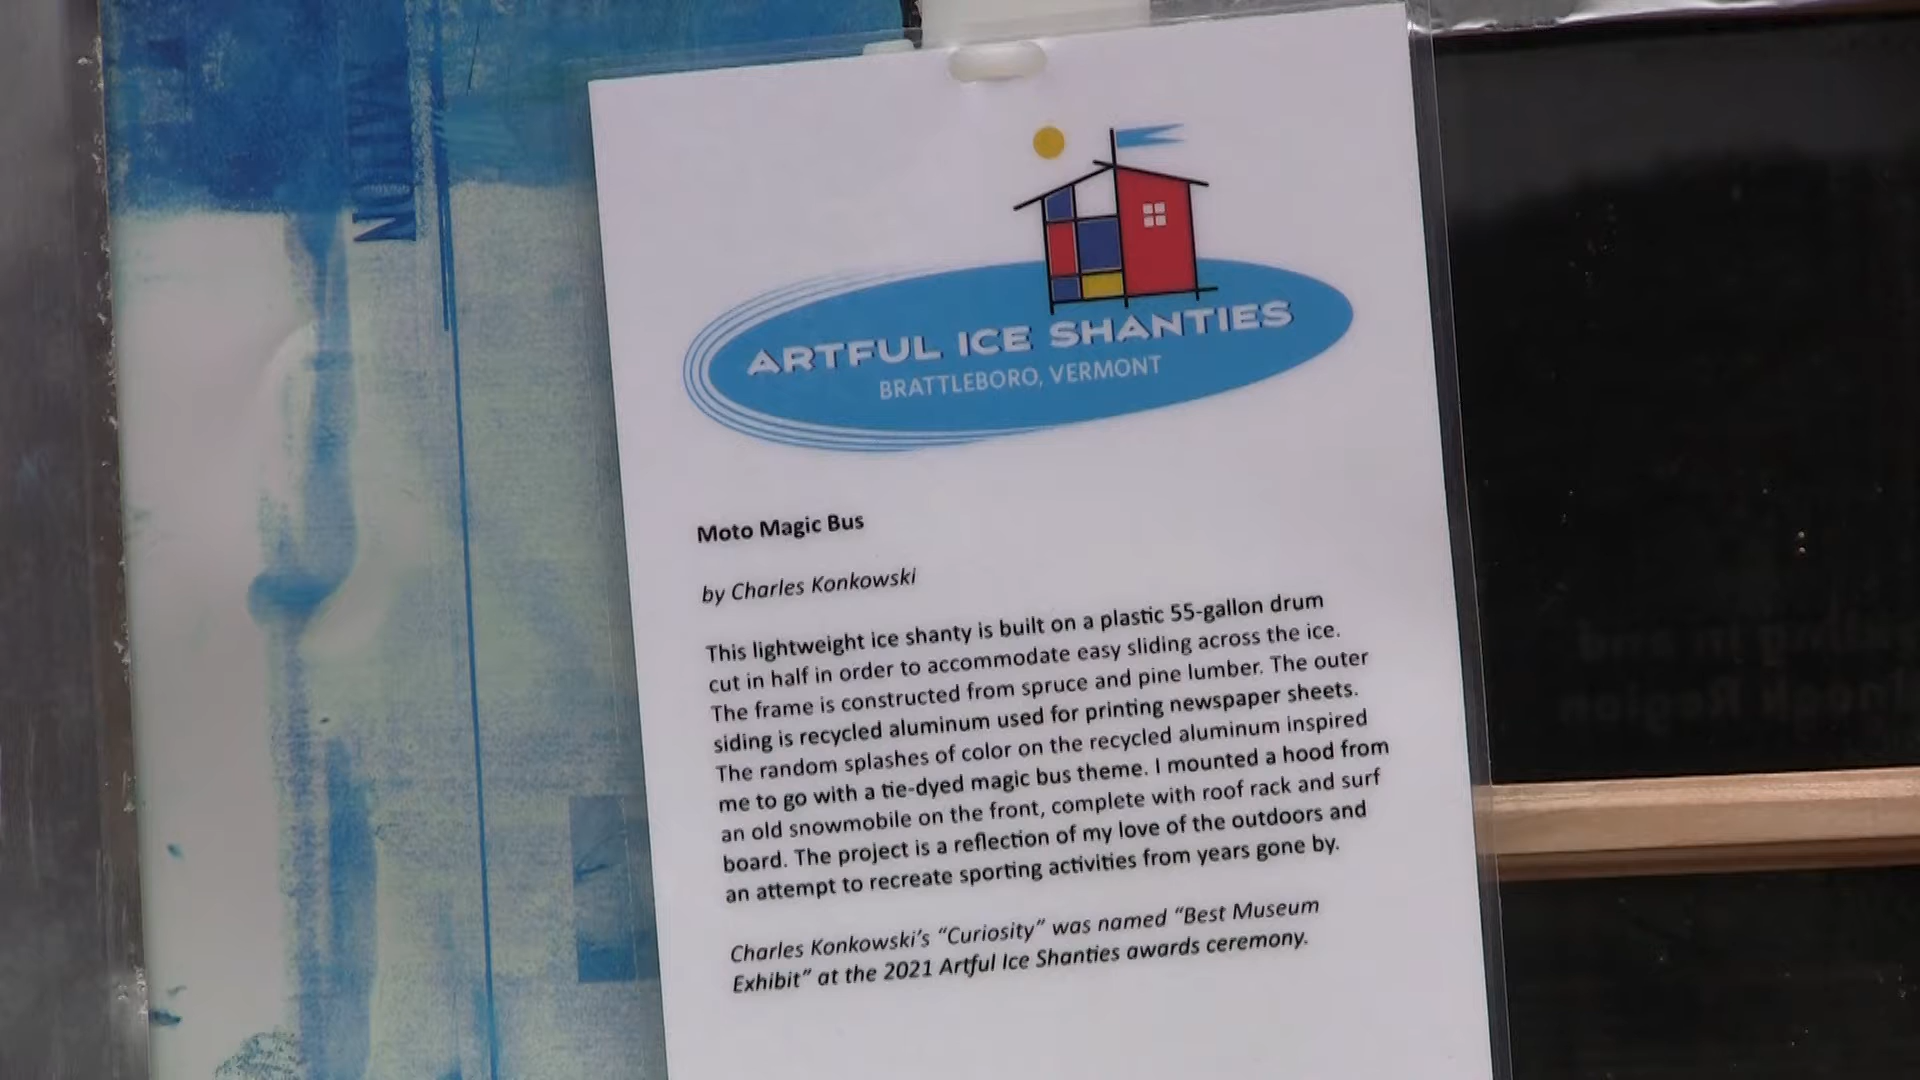 ARTFUL ICE SHANTIES
BRATTLEBORO, VERMONT
Moto Magic Bus
by Charles Konkowski
This lightweight ice shanty is built on a plastic 55-gallon drum
cut in half in order to accommodate easy sliding across the ice.
The frame is constructed from spruce and pine lumber. The outer
siding is recycled aluminum used for printing newspaper sheets.
The random splashes of color on the recycled aluminum inspired
me to go with a tie-dyed magic bus theme. I mounted a hood from
an old snowmobile on the front, complete with roof rack and surf
board. The project is a reflection of my love of the outdoors and
an attempt to recreate sporting activities from years gone by.
Charles Konkowski's “Curiosity” was named “Best Museum
Exhibit” at the 2021 Artful Ice Shanties awards ceremony.